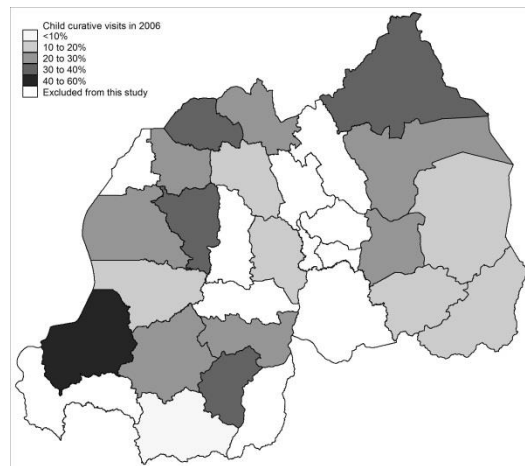 Child curative visits in 2006
<10%
10 to 20%
20 to 30%
30 to 40%
40 to 60%
Excluded from this study